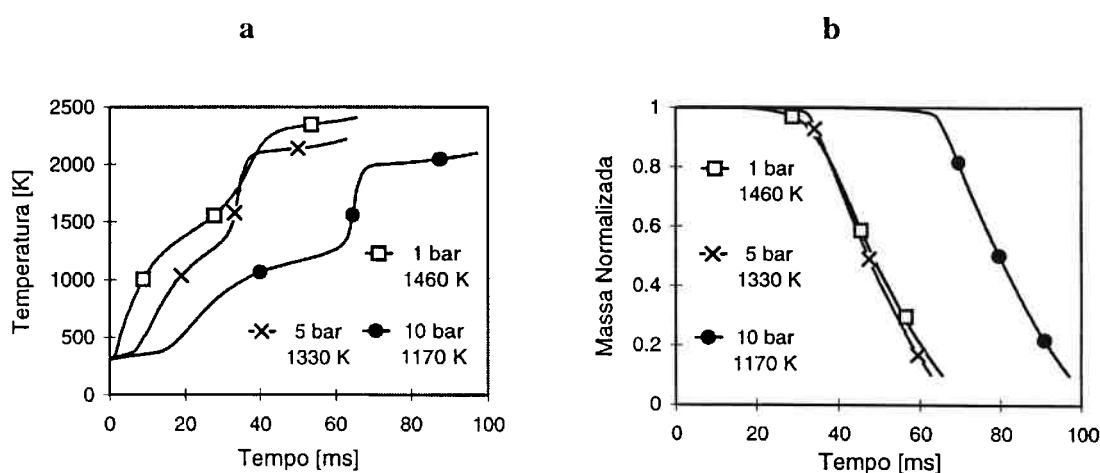 a
b
Temperatura [K]
2500
2000
1500
1000
500
0
1 bar
1460 K
5 bar
1330 K
10 bar
1170 K
0 20 40 60 80 100
Tempo [ms]
Massa Normalizada
1
0.8
0.6
0.4
0.2
0
1 bar
1460 K
5 bar
1330 K
10 bar
1170 K
0 20 40 60 80 100
Tempo [ms]